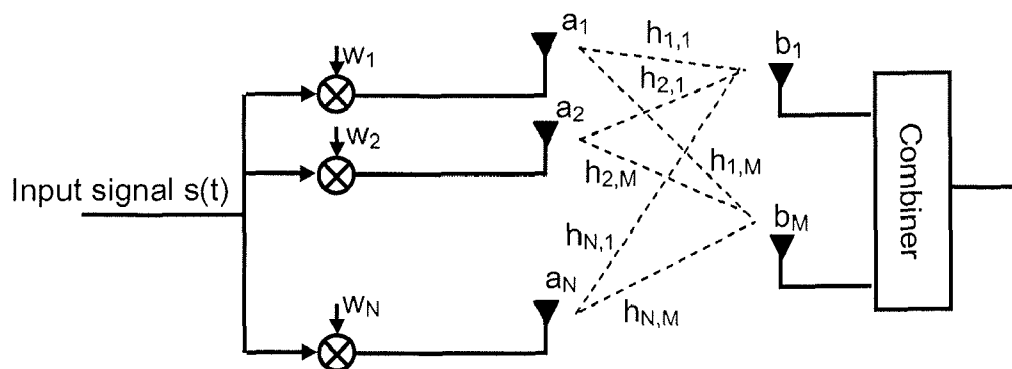 a1
h1,1
b1
w1
h2,1
a2
w2
h1,M
h2,M
Combiner
Input signal s(t)
bM
hN,1
aN
wN
hN,M